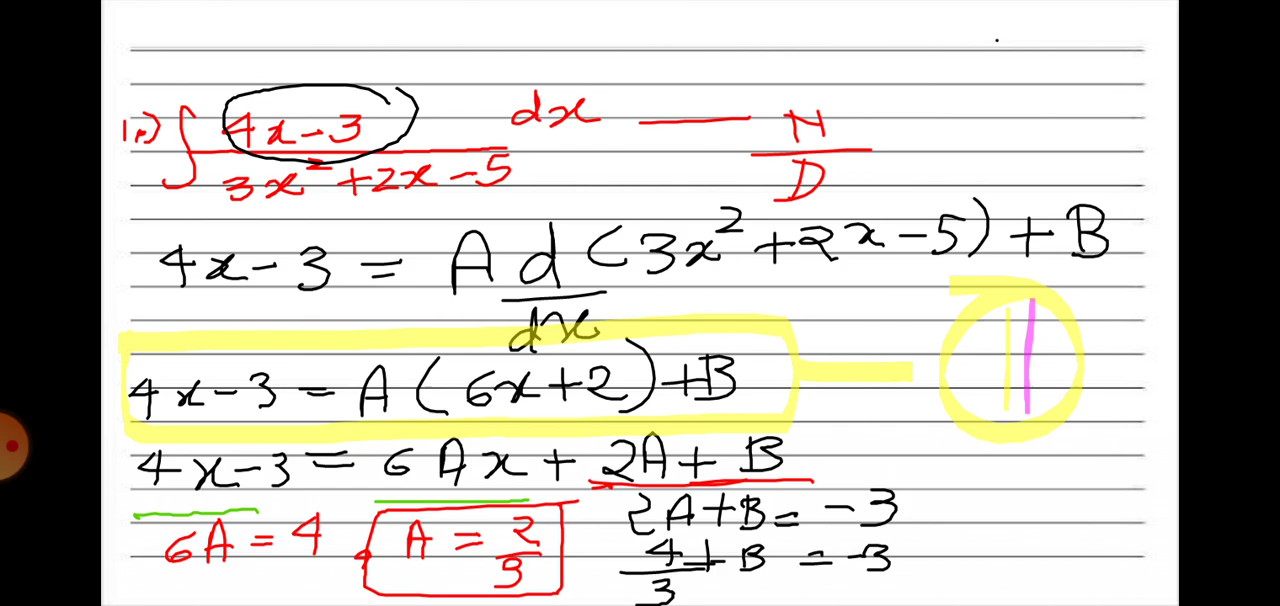 10) ∫ (4x-3)/(3x²+2x-5) dx — N/D
4x-3 = A d/dx (3x²+2x-5) + B
4x-3 = A(6x+2)+B — 1
4x-3 = 6Ax + 2A + B
2A+B = -3
6A = 4 A = 2/3
4/3 + B = -3